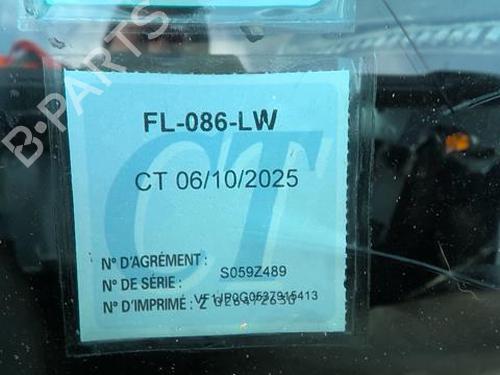 B-PARTS
FL-086-LW
CT
CT 06/10/2025
N° D'AGRÉMENT : S059Z489
N° DE SÉRIE :
N° D'IMPRIMÉ : Z